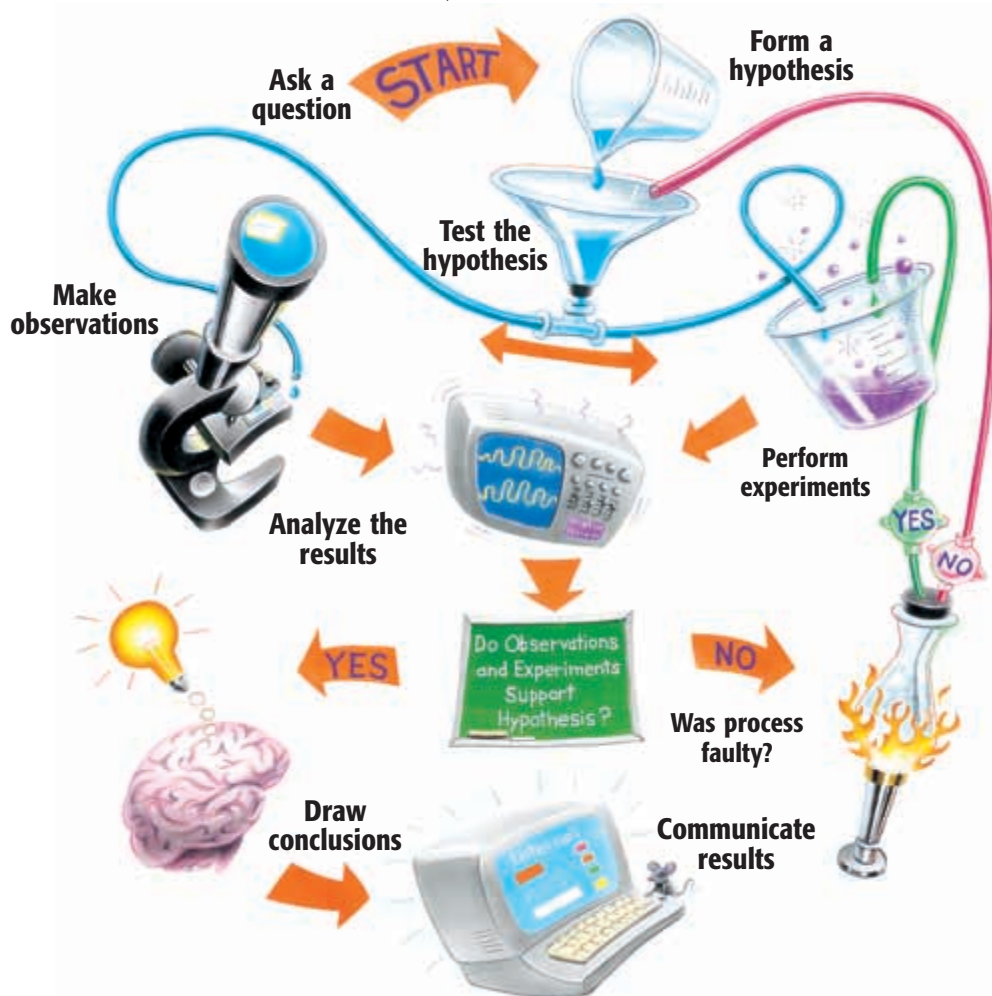 Ask a
question
START
Form a
hypothesis
Test the
hypothesis
Make
observations
Perform
experiments
Analyze the
results
YES
NO
Do Observations
and Experiments
Support
Hypothesis?
YES
NO
Was process
faulty?
Draw
conclusions
Communicate
results